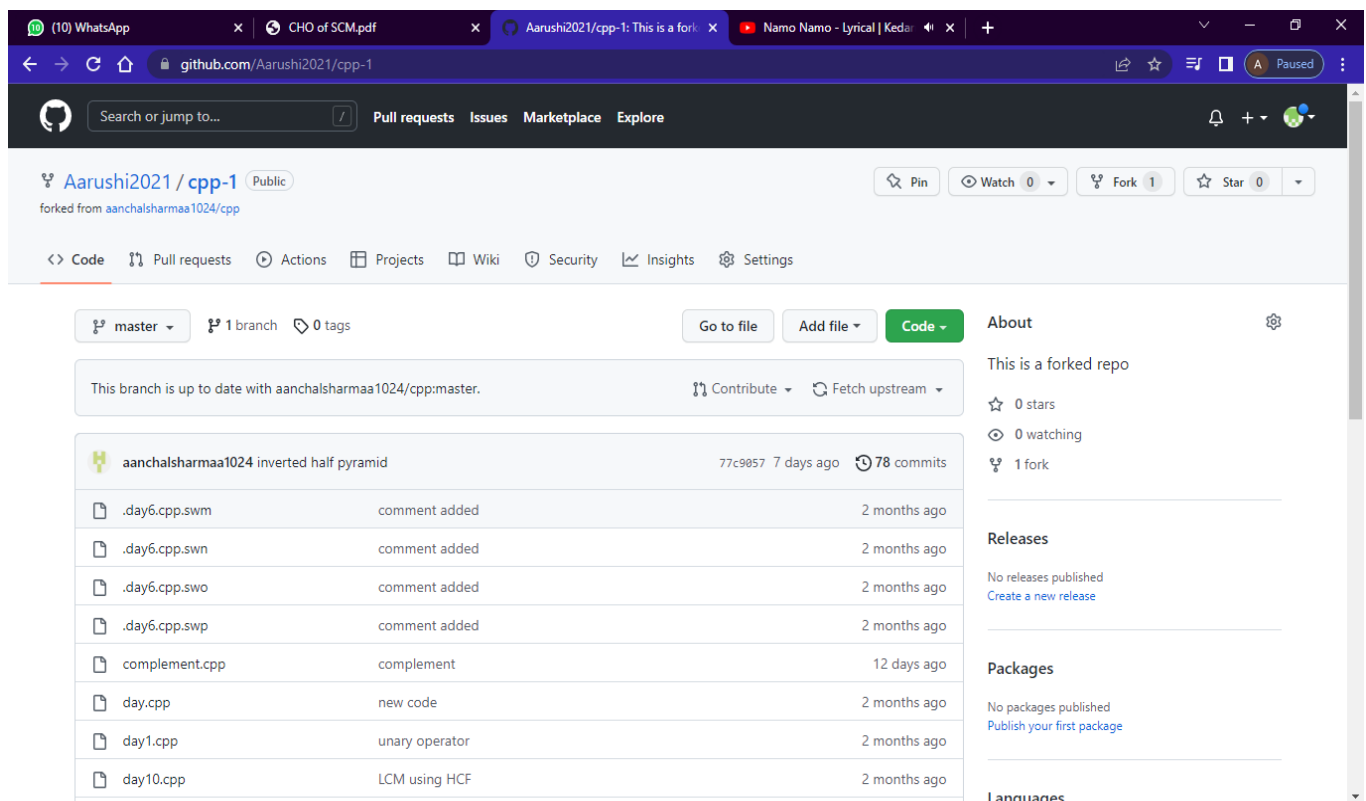 (10) WhatsApp CHO of SCM.pdf Aarushi2021/cpp-1: This is a fork Namo Namo - Lyrical | Kedar
github.com/Aarushi2021/cpp-1 A Paused
Search or jump to... / Pull requests Issues Marketplace Explore
Aarushi2021 / cpp-1 Public Pin Watch 0 Fork 1 Star 0
forked from aanchalsharmaa1024/cpp
<> Code Pull requests Actions Projects Wiki Security Insights Settings
master 1 branch 0 tags Go to file Add file Code
This branch is up to date with aanchalsharmaa1024/cpp:master. Contribute Fetch upstream
aanchalsharmaa1024 inverted half pyramid 77c9057 7 days ago 78 commits
.day6.cpp.swm comment added 2 months ago
.day6.cpp.swn comment added 2 months ago
.day6.cpp.swo comment added 2 months ago
.day6.cpp.swp comment added 2 months ago
complement.cpp complement 12 days ago
day.cpp new code 2 months ago
day1.cpp unary operator 2 months ago
day10.cpp LCM using HCF 2 months ago
About
This is a forked repo
0 stars
0 watching
1 fork
Releases
No releases published
Create a new release
Packages
No packages published
Publish your first package
Languages